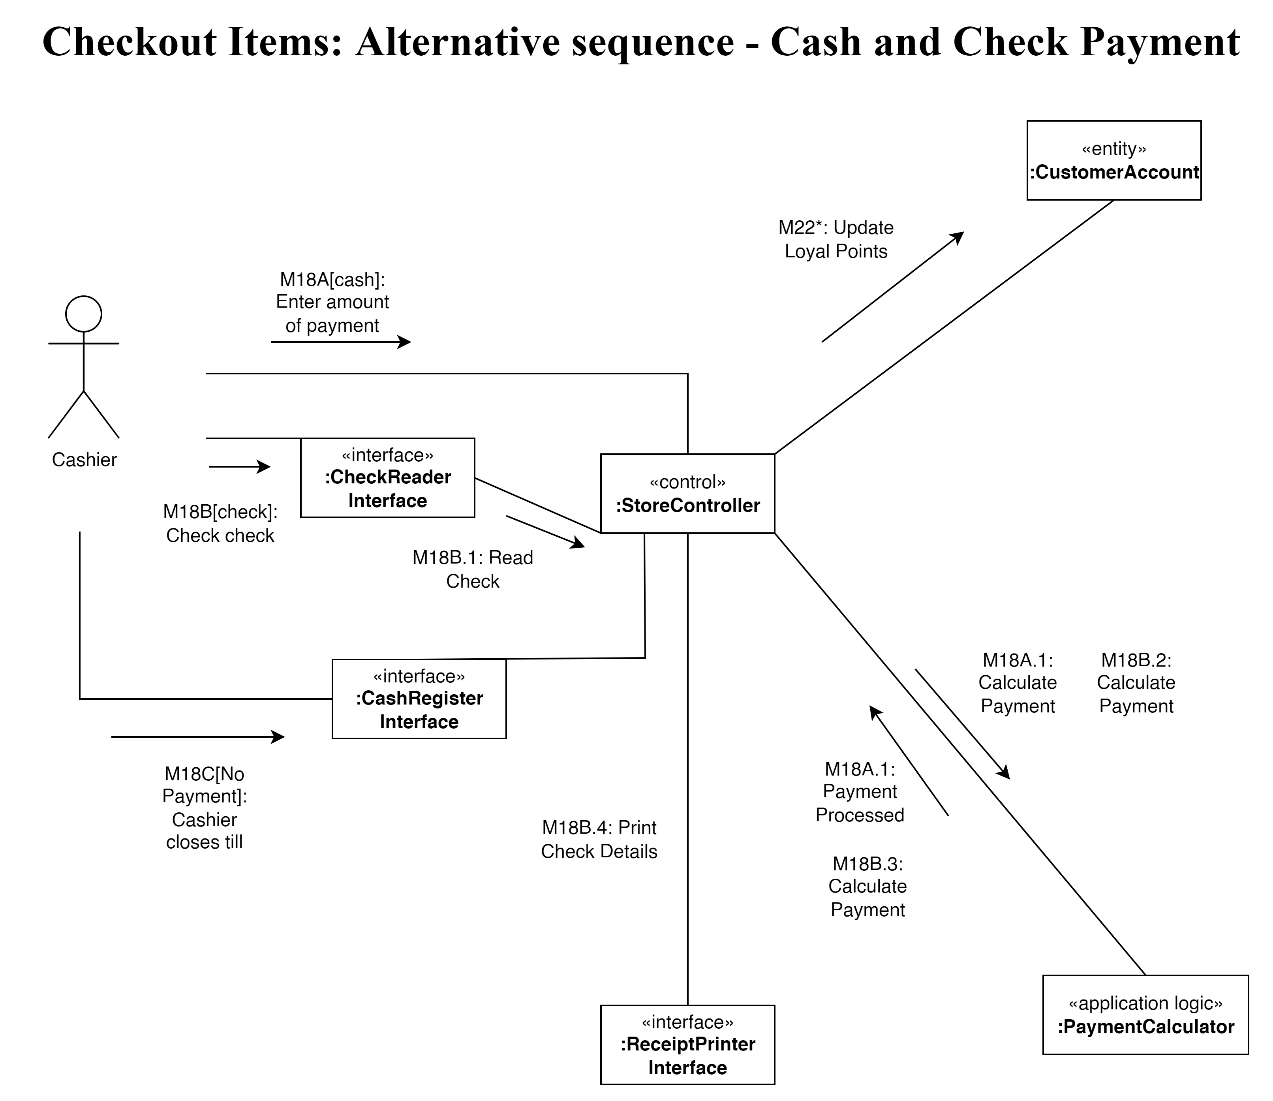 Checkout Items: Alternative sequence - Cash and Check Payment
«entity»
:CustomerAccount
M22*: Update
Loyal Points
M18A[cash]:
Enter amount
of payment
Cashier
«interface»
:CheckReader
Interface
«control»
:StoreController
M18B[check]:
Check check
M18B.1: Read
Check
«interface»
:CashRegister
Interface
M18C[No
Payment]:
Cashier
closes till
M18A.1:
Calculate
Payment
M18B.2:
Calculate
Payment
M18A.1:
Payment
Processed
M18B.3:
Calculate
Payment
M18B.4: Print
Check Details
«application logic»
:PaymentCalculator
«interface»
:ReceiptPrinter
Interface